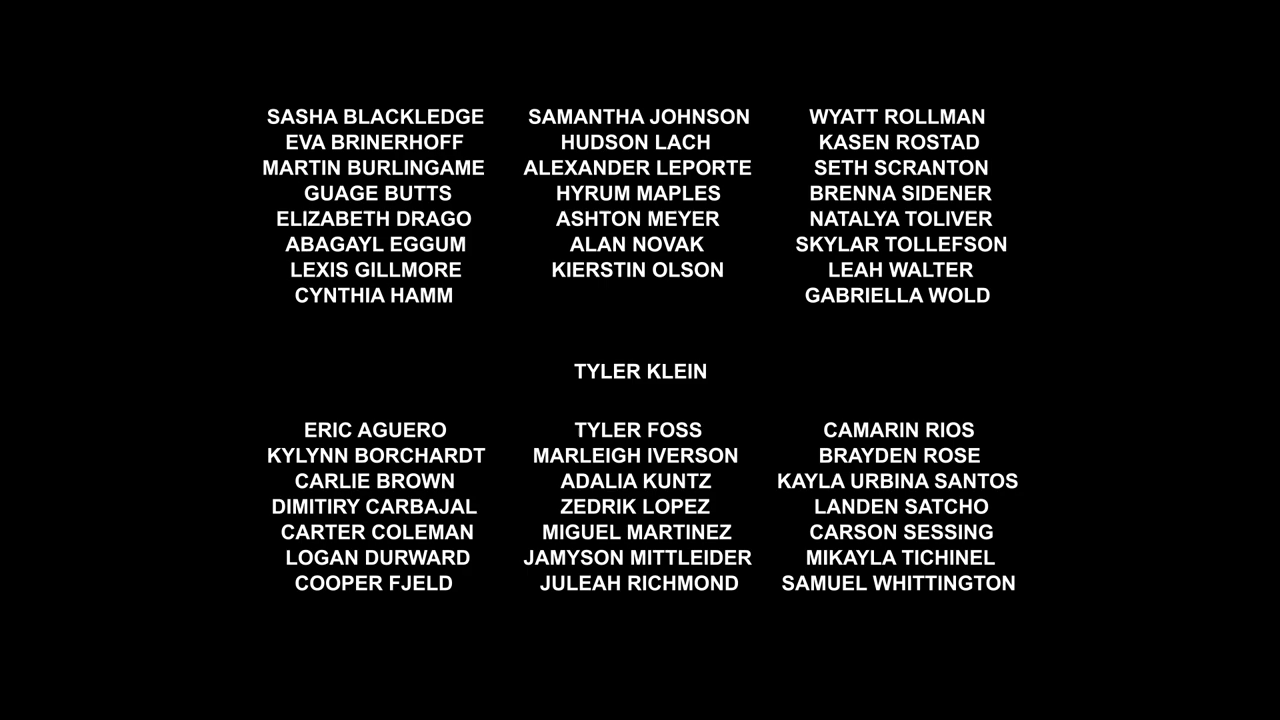 SASHA BLACKLEDGE
EVA BRINERHOFF
MARTIN BURLINGAME
GUAGE BUTTS
ELIZABETH DRAGO
ABAGAYL EGGUM
LEXIS GILLMORE
CYNTHIA HAMM
SAMANTHA JOHNSON
HUDSON LACH
ALEXANDER LEPORTE
HYRUM MAPLES
ASHTON MEYER
ALAN NOVAK
KIERSTIN OLSON
WYATT ROLLMAN
KASEN ROSTAD
SETH SCRANTON
BRENNA SIDENER
NATALYA TOLIVER
SKYLAR TOLLEFSON
LEAH WALTER
GABRIELLA WOLD
TYLER KLEIN
ERIC AGUERO
KYLYNN BORCHARDT
CARLIE BROWN
DIMITIRY CARBAJAL
CARTER COLEMAN
LOGAN DURWARD
COOPER FJELD
TYLER FOSS
MARLEIGH IVERSON
ADALIA KUNTZ
ZEDRIK LOPEZ
MIGUEL MARTINEZ
JAMYSON MITTLEIDER
JULEAH RICHMOND
CAMARIN RIOS
BRAYDEN ROSE
KAYLA URBINA SANTOS
LANDEN SATCHO
CARSON SESSING
MIKAYLA TICHINEL
SAMUEL WHITTINGTON